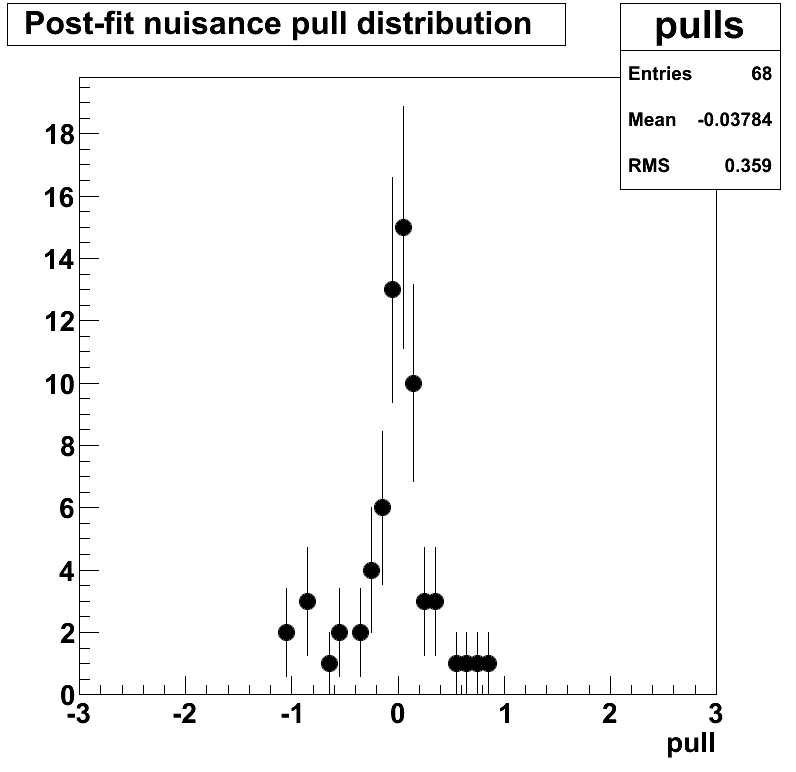 Post-fit nuisance pull distribution
pulls
Entries 68
Mean -0.03784
RMS 0.359
18
16
14
12
10
8
6
4
2
0
-3 -2 -1 0 1 2 3
pull